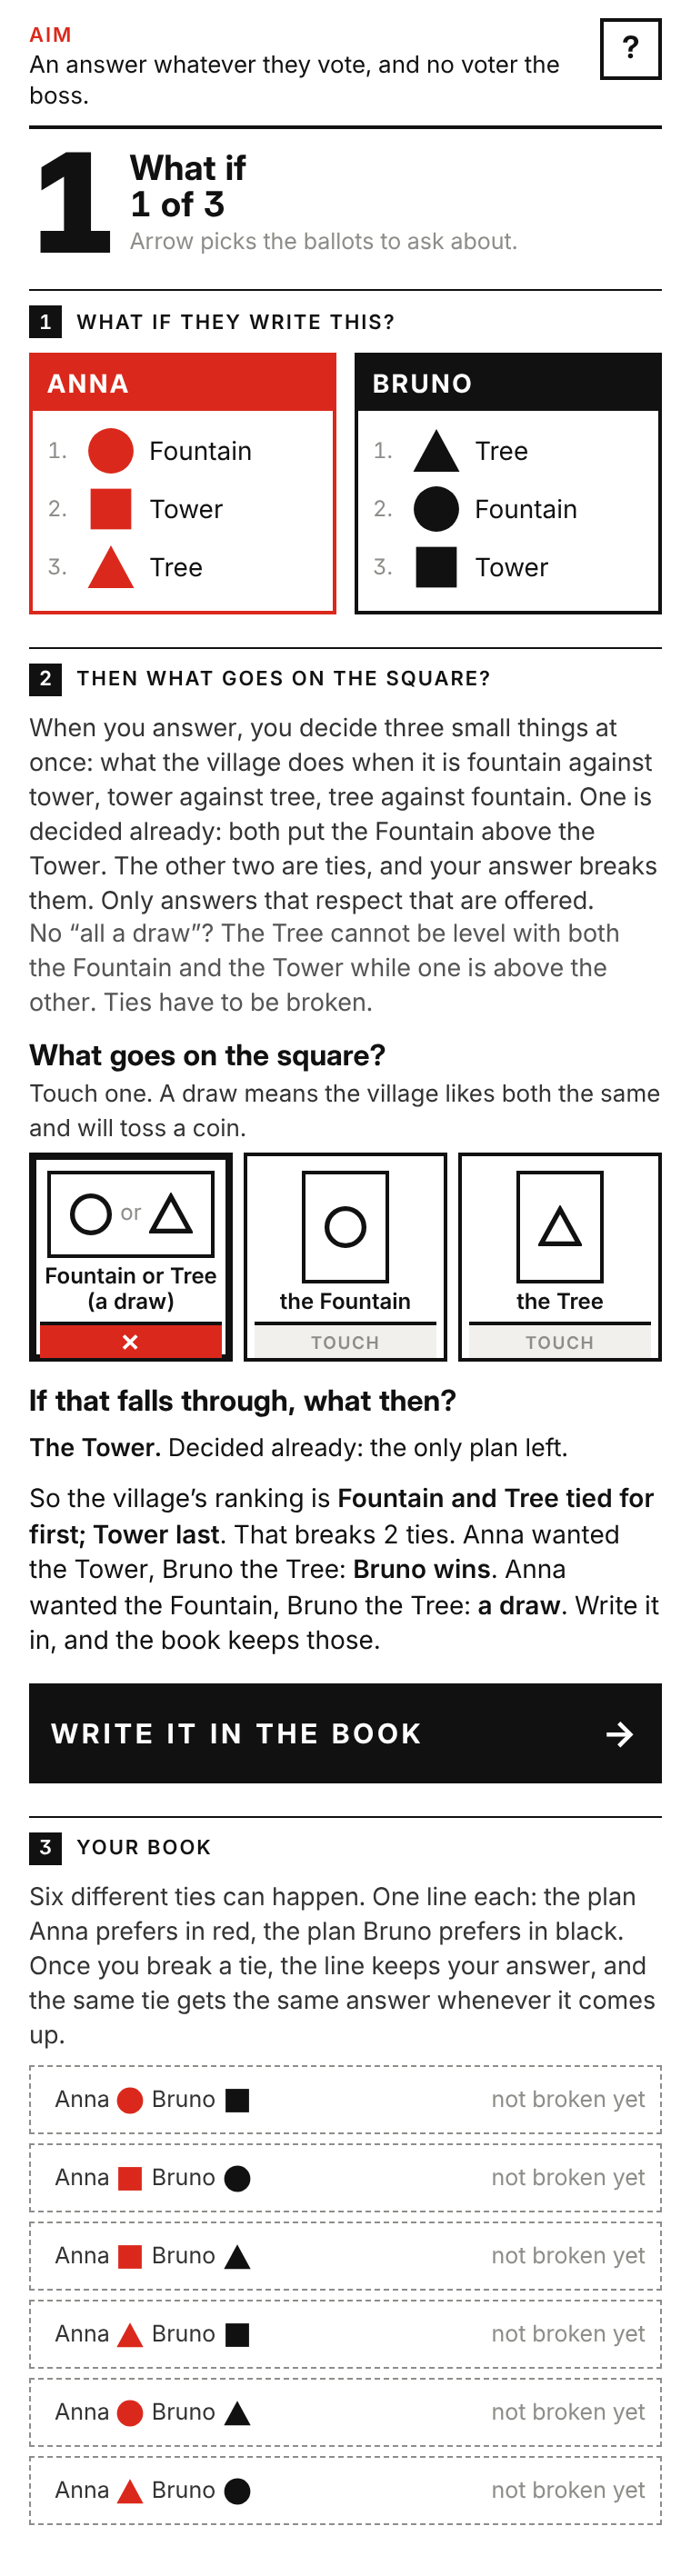 AIM
An answer whatever they vote, and no voter the
boss.
?
1
What if
1 of 3
Arrow picks the ballots to ask about.
1 WHAT IF THEY WRITE THIS?
ANNA
1. Fountain
2. Tower
3. Tree
BRUNO
1. Tree
2. Fountain
3. Tower
2 THEN WHAT GOES ON THE SQUARE?
When you answer, you decide three small things at
once: what the village does when it is fountain against
tower, tower against tree, tree against fountain. One is
decided already: both put the Fountain above the
Tower. The other two are ties, and your answer breaks
them. Only answers that respect that are offered.
No “all a draw”? The Tree cannot be level with both
the Fountain and the Tower while one is above the
other. Ties have to be broken.
What goes on the square?
Touch one. A draw means the village likes both the same
and will toss a coin.
or
Fountain or Tree
(a draw)
×
the Fountain
TOUCH
the Tree
TOUCH
If that falls through, what then?
The Tower. Decided already: the only plan left.
So the village’s ranking is Fountain and Tree tied for
first; Tower last. That breaks 2 ties. Anna wanted
the Tower, Bruno the Tree: Bruno wins. Anna
wanted the Fountain, Bruno the Tree: a draw. Write it
in, and the book keeps those.
WRITE IT IN THE BOOK →
3 YOUR BOOK
Six different ties can happen. One line each: the plan
Anna prefers in red, the plan Bruno prefers in black.
Once you break a tie, the line keeps your answer, and
the same tie gets the same answer whenever it comes
up.
Anna Bruno not broken yet
Anna Bruno not broken yet
Anna Bruno not broken yet
Anna Bruno not broken yet
Anna Bruno not broken yet
Anna Bruno not broken yet